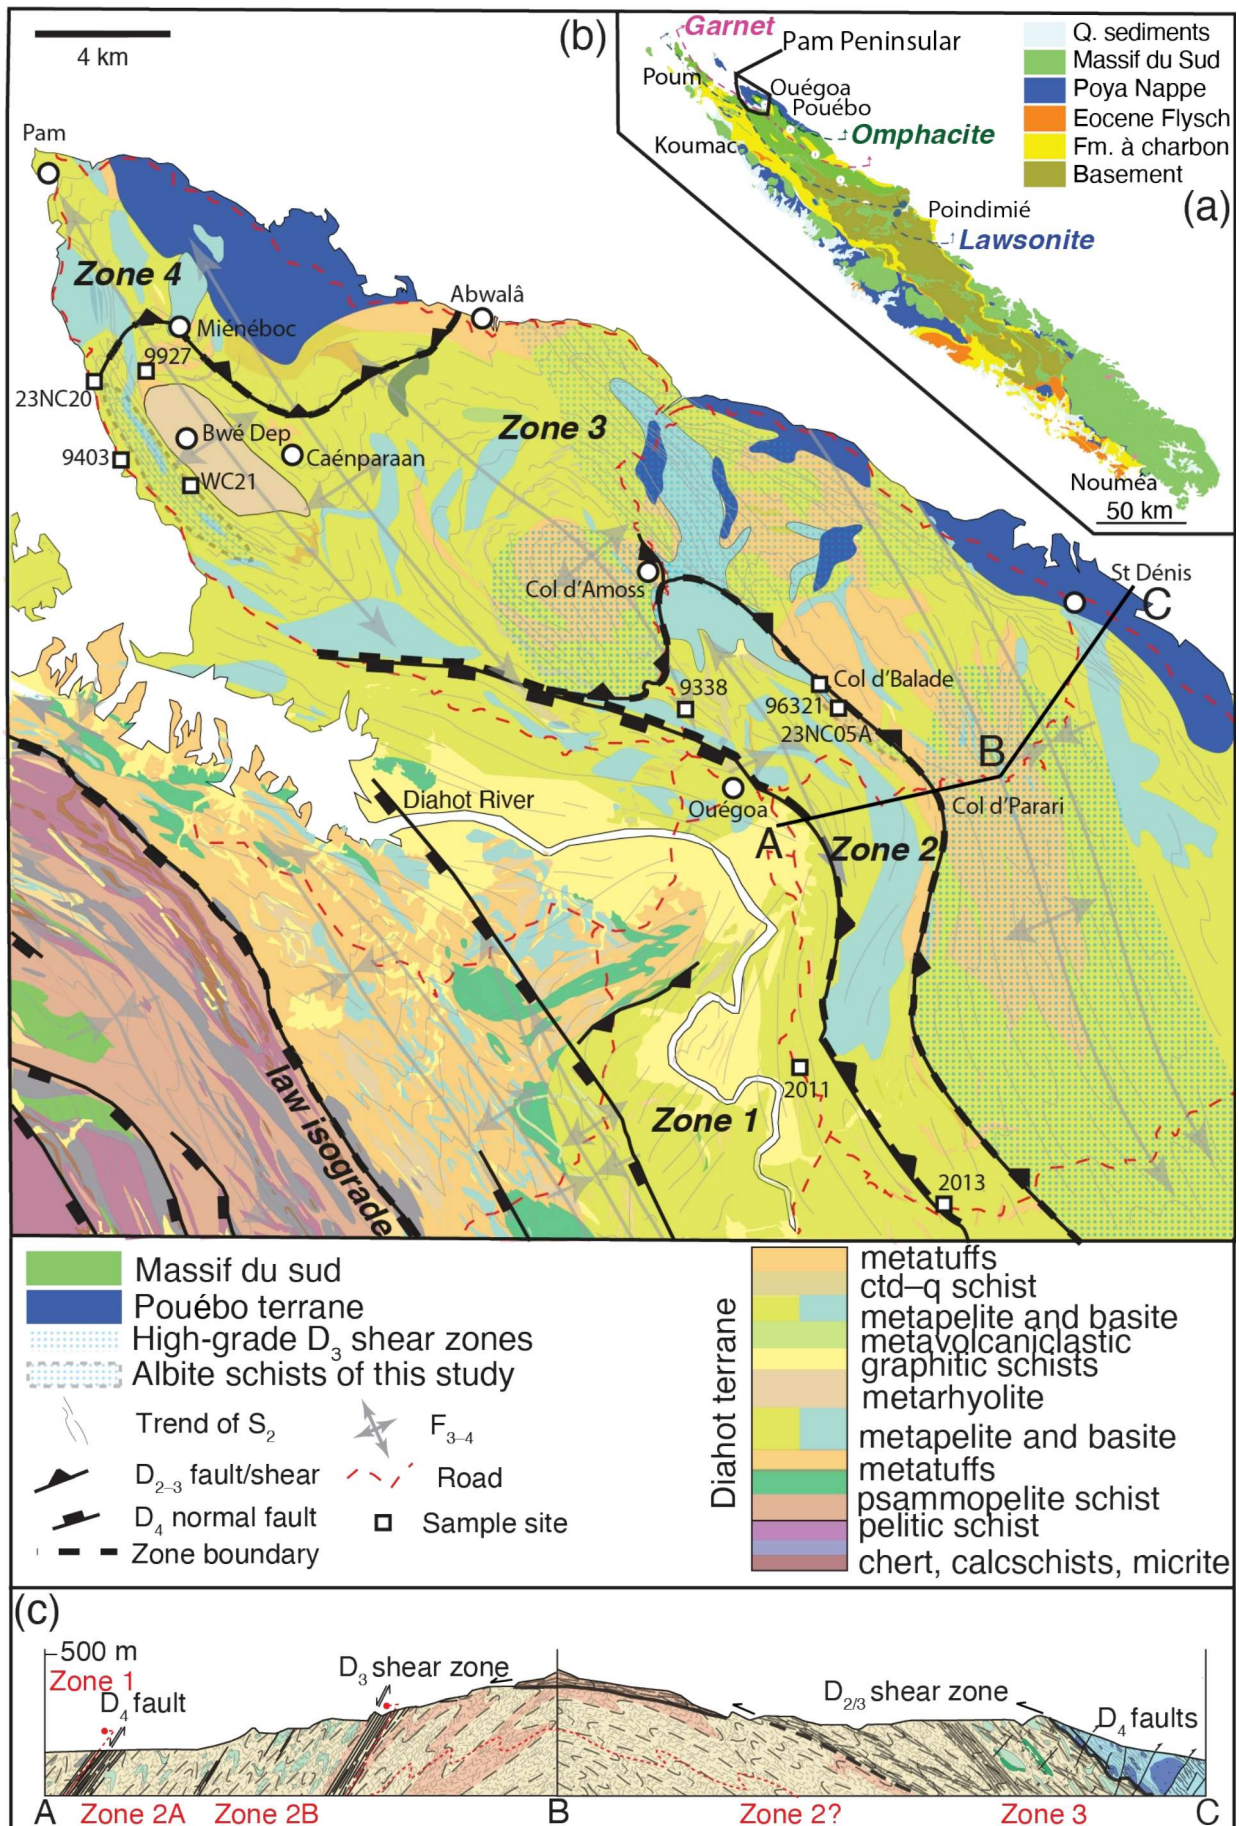 4 km
(b)
Garnet
Pam Peninsular
Poum
Ouégoa
Pouébo
Omphacite
Koumac
Poindimié
Lawsonite
Nouméa
50 km
Q. sediments
Massif du Sud
Poya Nappe
Eocene Flysch
Fm. à charbon
Basement
(a)
Pam
Zone 4
Abwalâ
Miénéboc
9927
23NC20
Zone 3
Bwé Dep
9403
Caénparaan
WC21
Col d'Amoss
St Dénis
C
9338
Col d'Balade
96321
23NC05A
B
Diahot River
Ouégoa
Col d'Parari
A
Zone 2
law isograde
Zone 1
2011
2013
Massif du sud
Pouébo terrane
High-grade D3 shear zones
Albite schists of this study
Trend of S2
F3–4
D2–3 fault/shear
Road
D4 normal fault
Sample site
Zone boundary
Diahot terrane
metatuffs
ctd–q schist
metapelite and basite
metavolcaniclastic
graphitic schists
metarhyolite
metapelite and basite
metatuffs
psammopelite schist
pelitic schist
chert, calcschists, micrite
(c)
500 m
Zone 1
D4 fault
D3 shear zone
D2/3 shear zone
D4 faults
A
Zone 2A
Zone 2B
B
Zone 2?
Zone 3
C